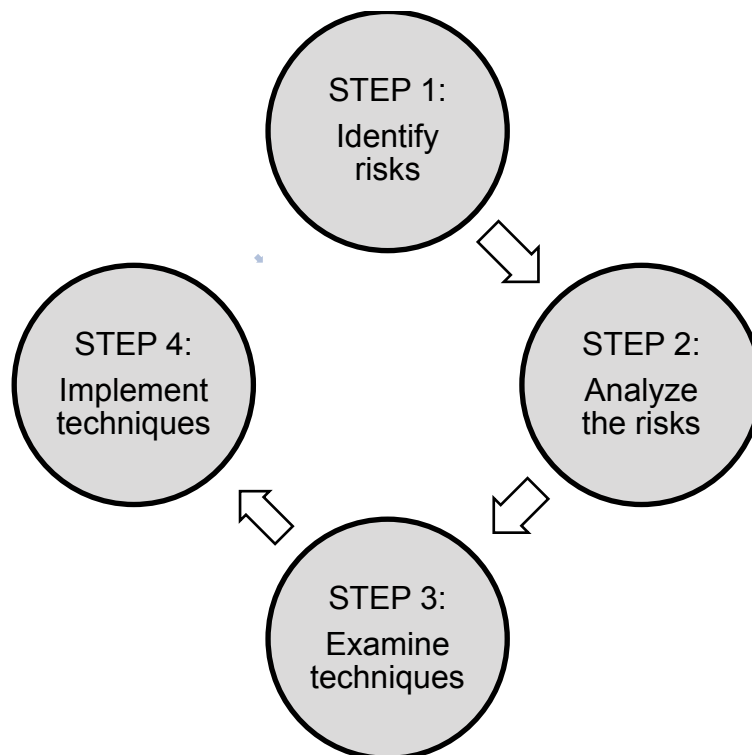 STEP 1:
Identify
risks
STEP 2:
Analyze
the risks
STEP 3:
Examine
techniques
STEP 4:
Implement
techniques